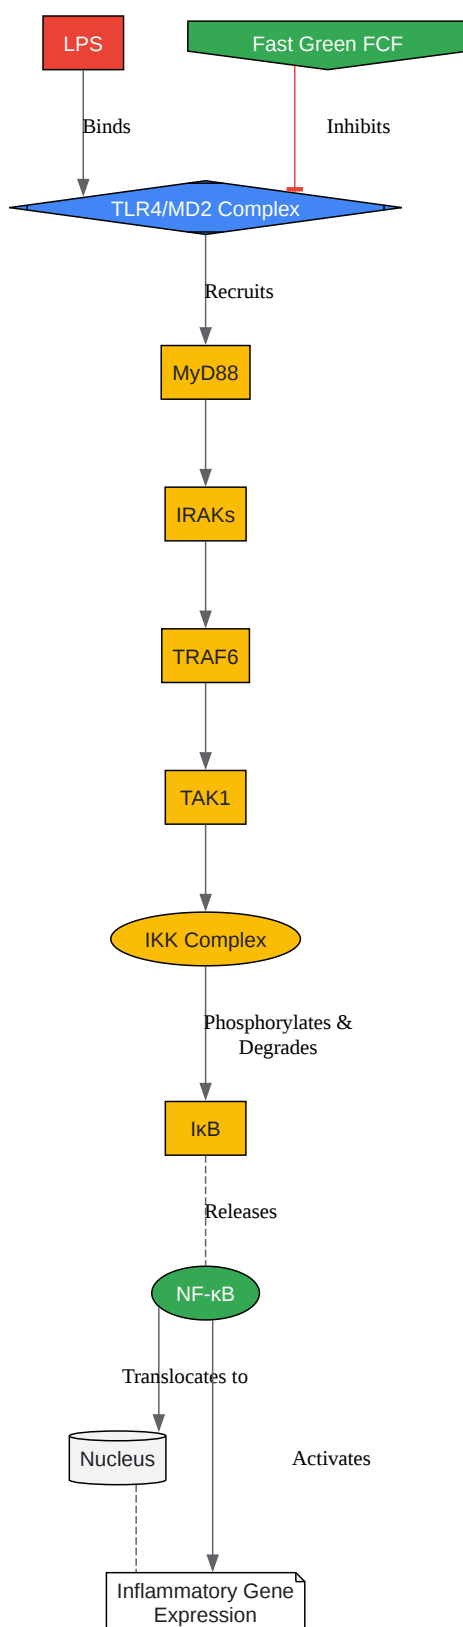 LPS
Fast Green FCF
Binds
Inhibits
TLR4/MD2 Complex
Recruits
MyD88
IRAKs
TRAF6
TAK1
IKK Complex
Phosphorylates &
Degrades
IκB
Releases
NF-κB
Translocates to
Nucleus
Activates
Inflammatory Gene
Expression